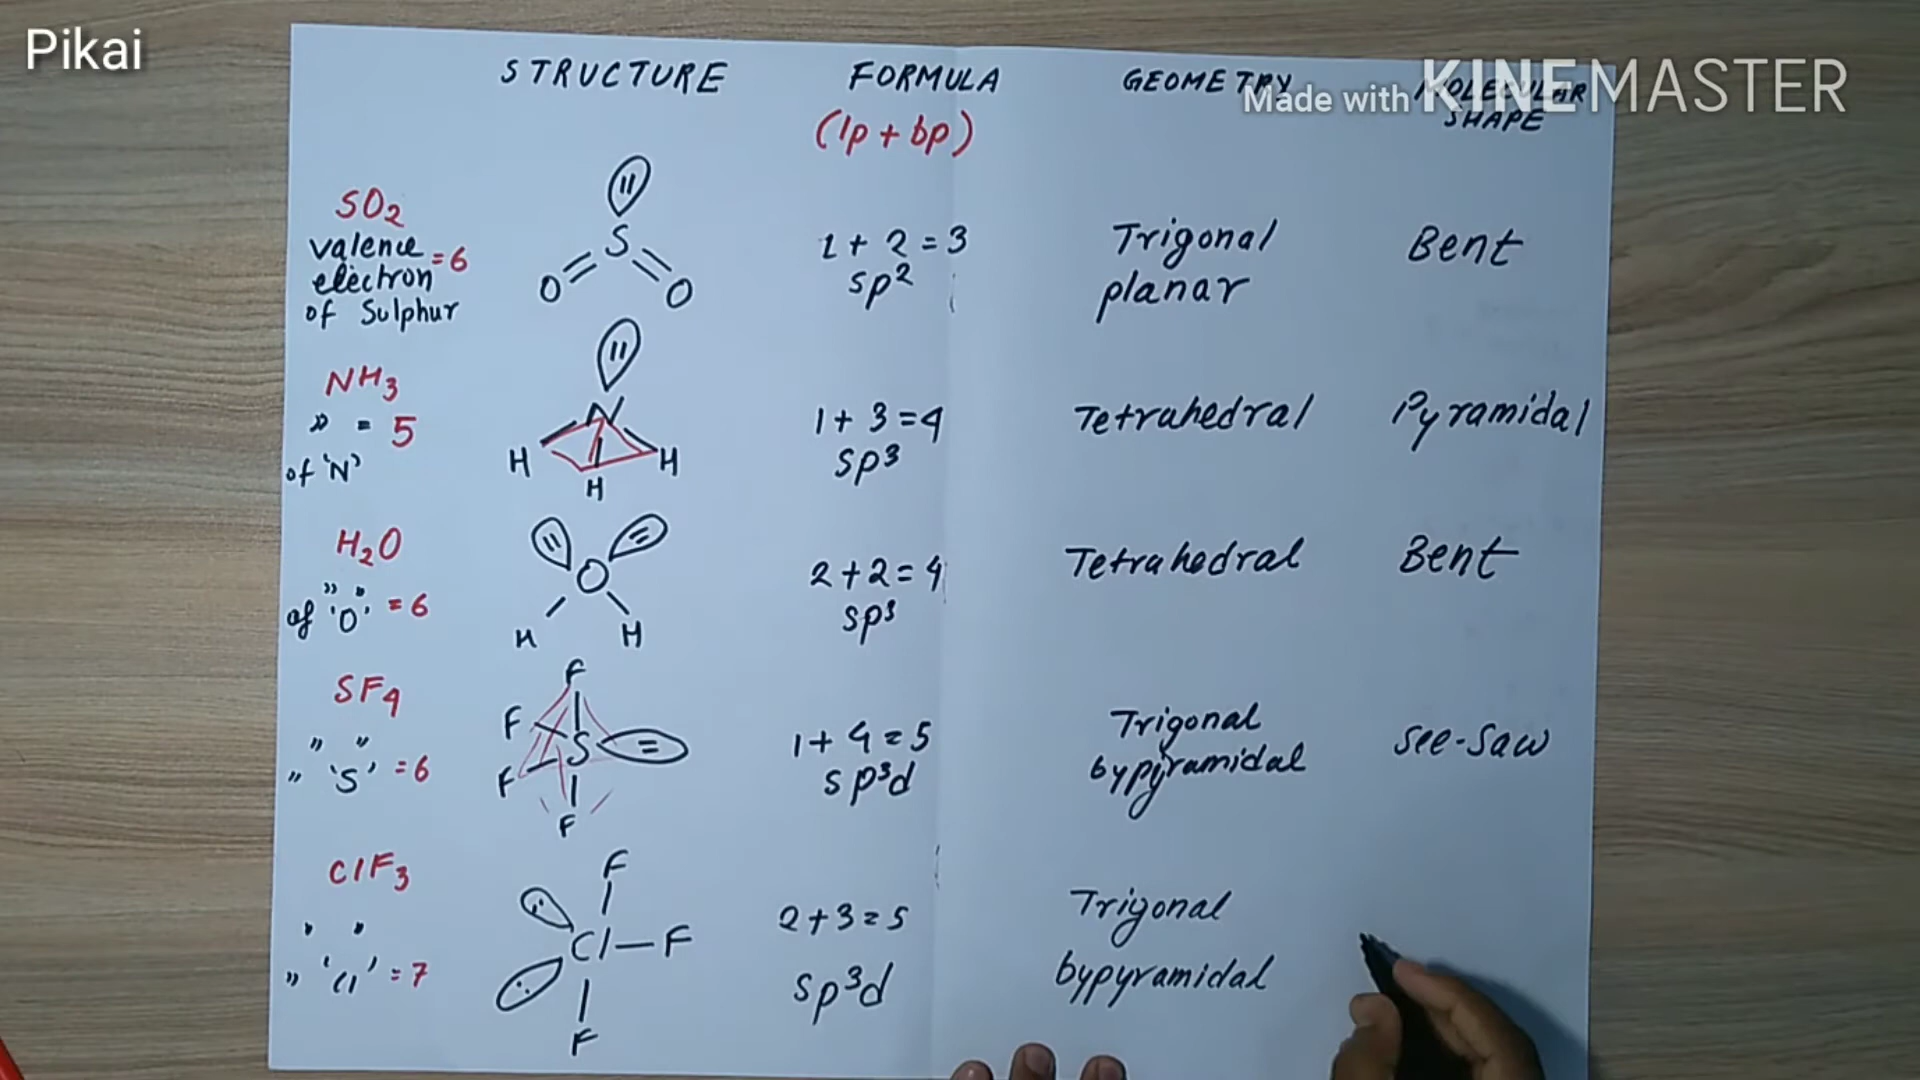 Pikai
Made with KINEMASTER
STRUCTURE FORMULA GEOMETRY MOLECULAR
SHAPE
(lp + bp)
SO2
valence
electron = 6
of Sulphur
S
O O
1 + 2 = 3
sp2
Trigonal
planar
Bent
NH3
" = 5
of 'N'
N
H H
H
1 + 3 = 4
sp3
Tetrahedral
Pyramidal
H2O
" "
of 'O' = 6
O
H H
2 + 2 = 4
sp3
Tetrahedral
Bent
SF4
" "
" 'S' = 6
F
F
S
F
F
1 + 4 = 5
sp3d
Trigonal
bypyramidal
See-Saw
ClF3
" "
" 'Cl' = 7
F
Cl - F
F
2 + 3 = 5
sp3d
Trigonal
bypyramidal